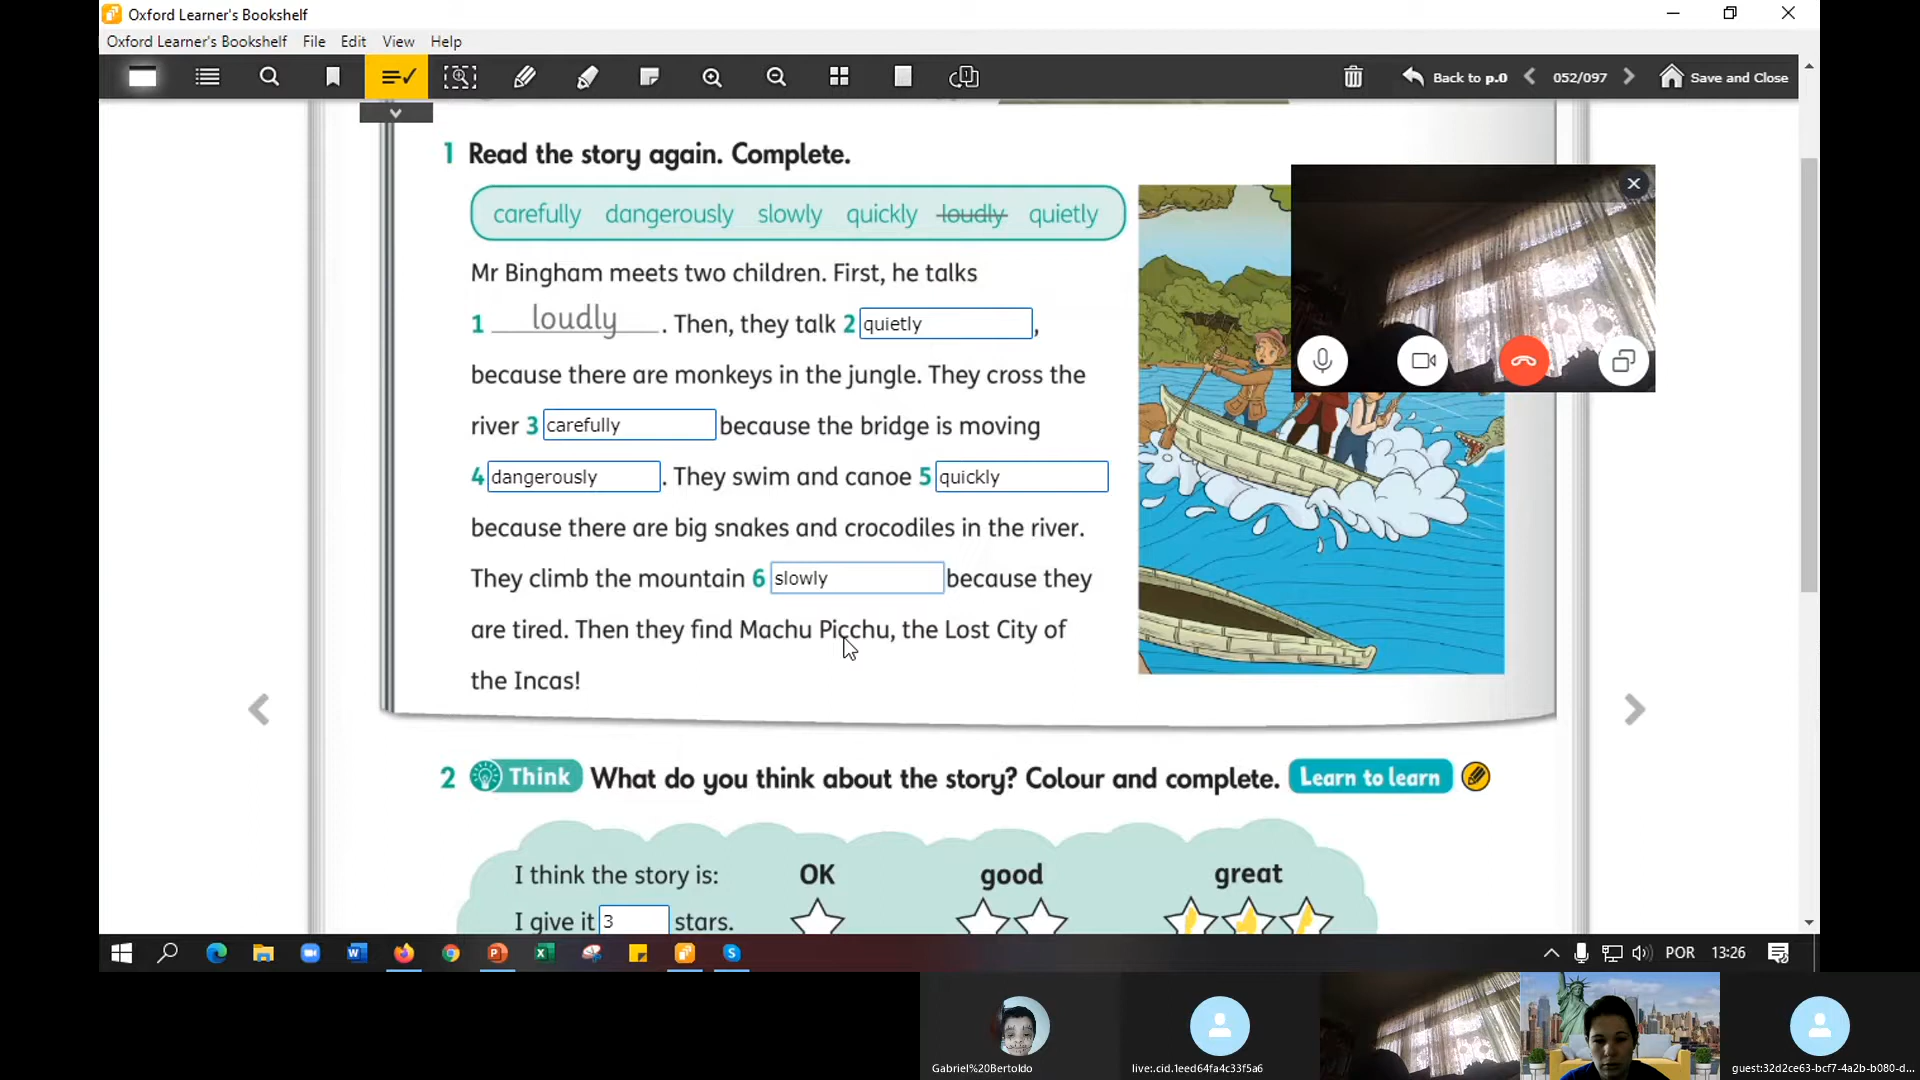 Oxford Learner's Bookshelf
Oxford Learner's Bookshelf File Edit View Help
Back to p.0 052/097 Save and Close
1 Read the story again. Complete.
carefully dangerously slowly quickly loudly quietly
Mr Bingham meets two children. First, he talks
1 loudly . Then, they talk 2 quietly ,
because there are monkeys in the jungle. They cross the
river 3 carefully because the bridge is moving
4 dangerously . They swim and canoe 5 quickly
because there are big snakes and crocodiles in the river.
They climb the mountain 6 slowly because they
are tired. Then they find Machu Picchu, the Lost City of
the Incas!
2 Think What do you think about the story? Colour and complete. Learn to learn
I think the story is: OK good great
I give it 3 stars.
POR 13:26
Gabriel%20Bertoldo live:.cid.1eed64fa4c33f5a6 guest:32d2ce63-bcf7-4a2b-b080-d...